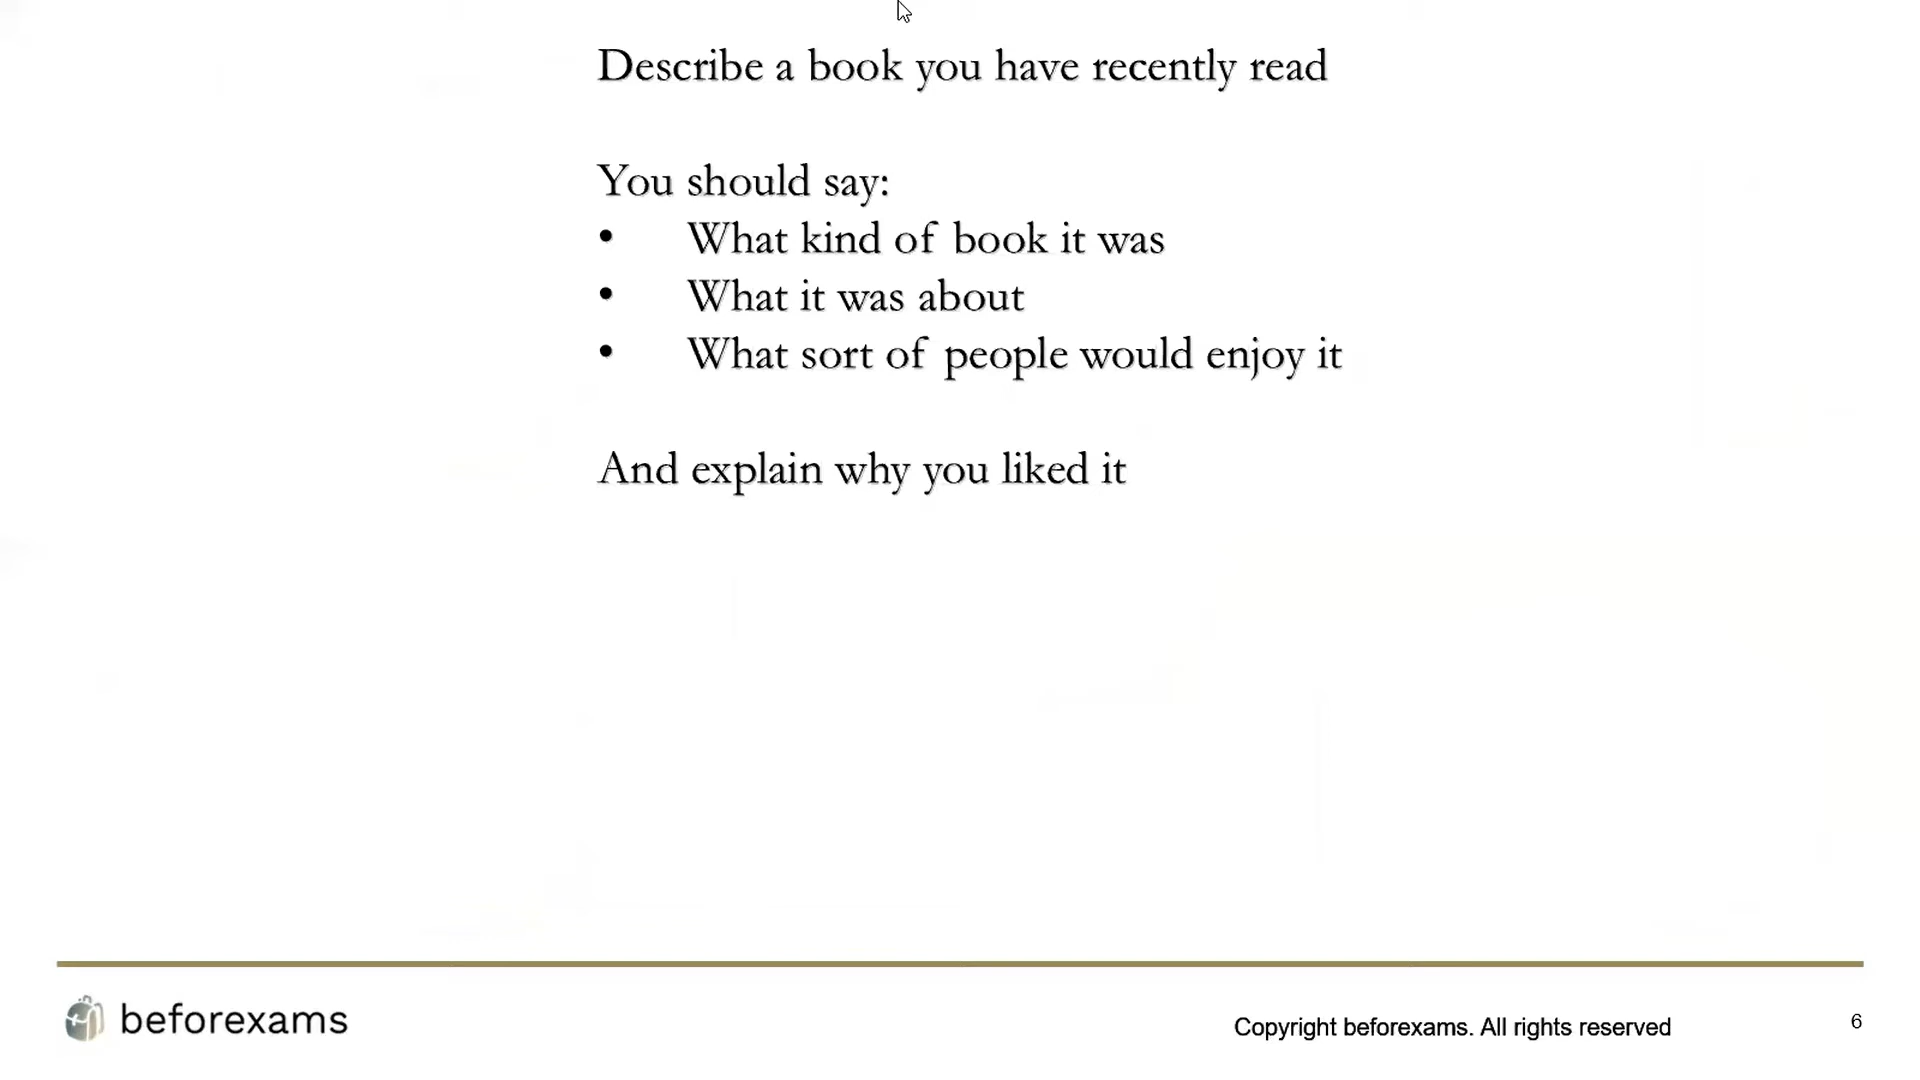 Describe a book you have recently read
You should say:
• What kind of book it was
• What it was about
• What sort of people would enjoy it
And explain why you liked it
beforexams
Copyright beforexams. All rights reserved
6